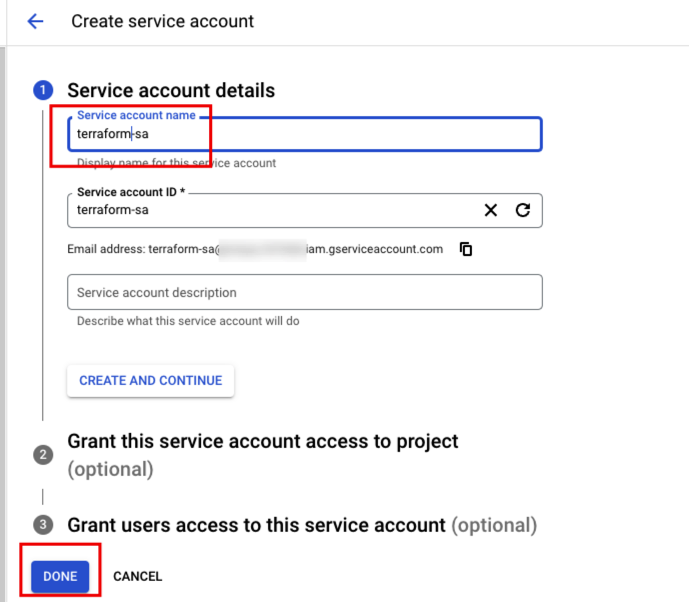 Create service account
1 Service account details
Service account name
terraform-sa
Display name for this service account
Service account ID *
terraform-sa
Email address: terraform-sa@ iam.gserviceaccount.com
Service account description
Describe what this service account will do
CREATE AND CONTINUE
2 Grant this service account access to project
(optional)
3 Grant users access to this service account (optional)
DONE CANCEL